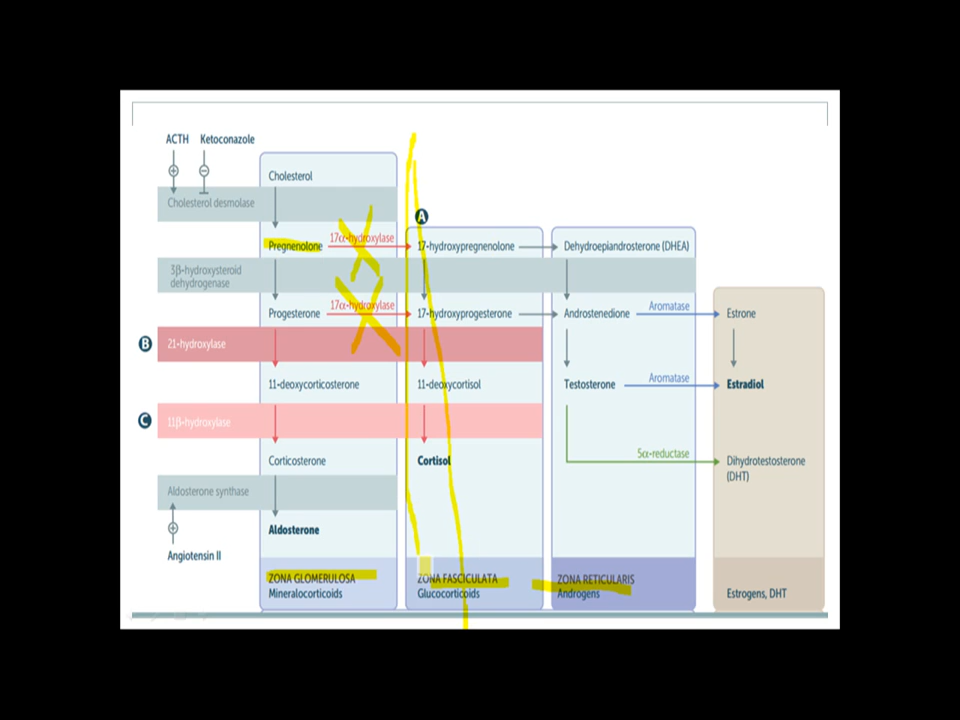 ACTH Ketoconazole
Cholesterol
Cholesterol desmolase
A
Pregnenolone 17α-hydroxylase 17-hydroxypregnenolone Dehydroepiandrosterone (DHEA)
3β-hydroxysteroid
dehydrogenase
Progesterone 17α-hydroxylase 17-hydroxyprogesterone Androstenedione Aromatase Estrone
B 21-hydroxylase
11-deoxycorticosterone 11-deoxycortisol Testosterone Aromatase Estradiol
C 11β-hydroxylase
Corticosterone Cortisol 5α-reductase Dihydrotestosterone
(DHT)
Aldosterone synthase
Aldosterone
Angiotensin II
ZONA GLOMERULOSA ZONA FASCICULATA ZONA RETICULARIS
Mineralocorticoids Glucocorticoids Androgens Estrogens, DHT